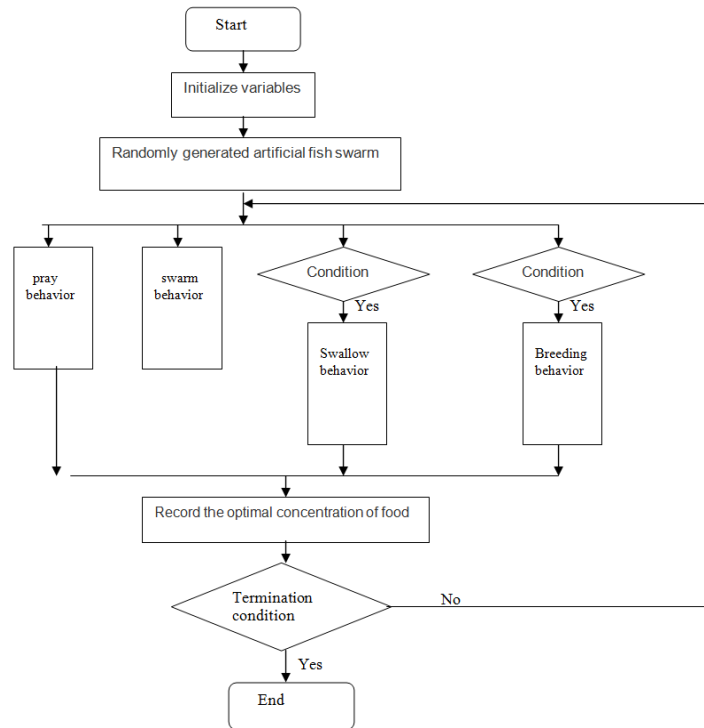 Start
Initialize variables
Randomly generated artificial fish swarm
pray
behavior
swarm
behavior
Condition
Condition
Yes
Yes
Swallow
behavior
Breeding
behavior
Record the optimal concentration of food
Termination
condition
No
Yes
End